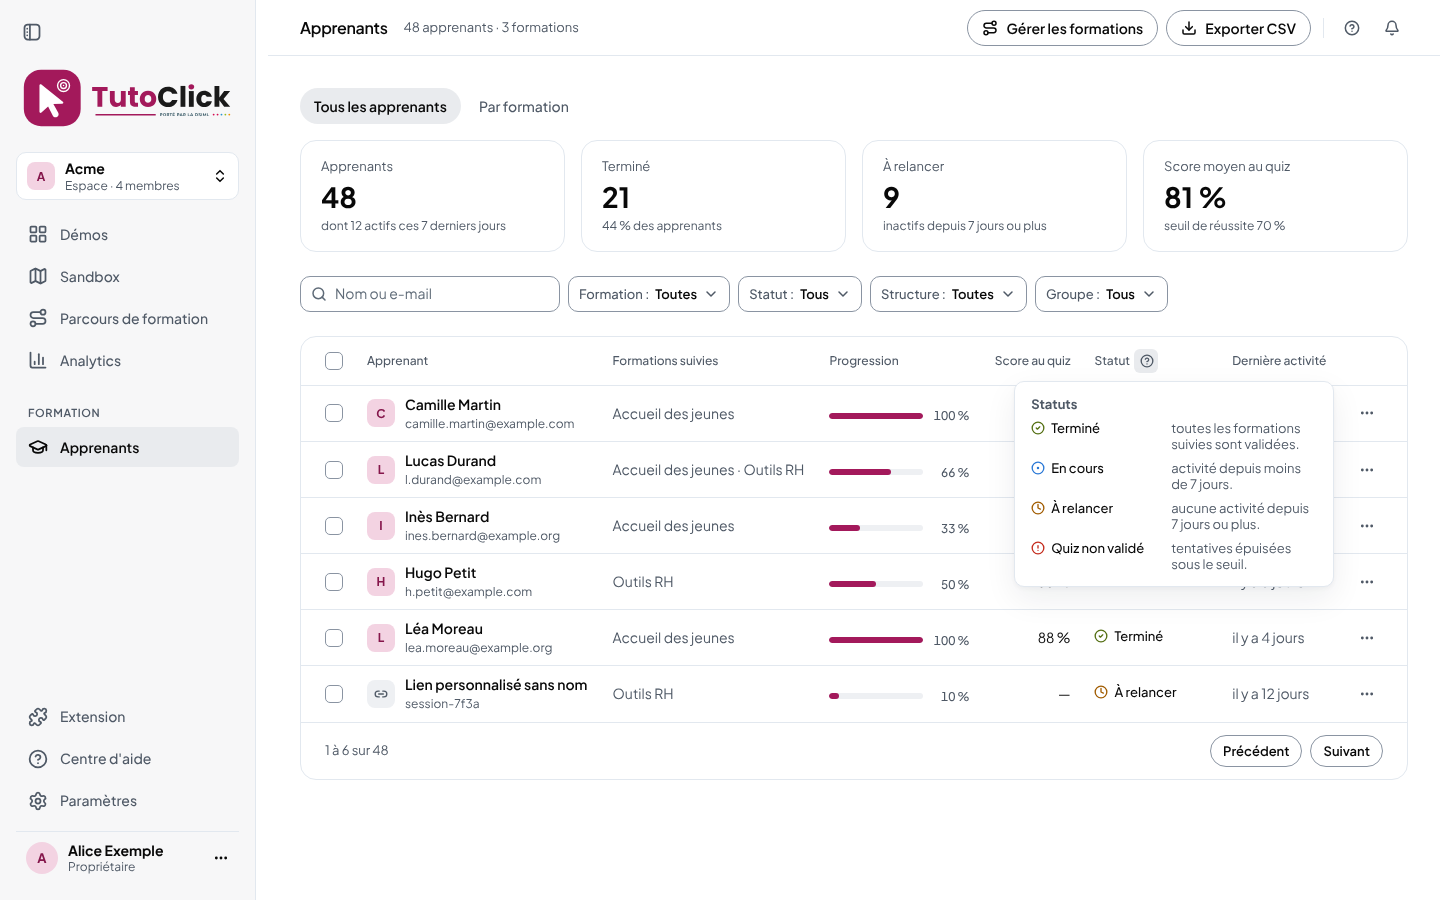 Apprenants
48 apprenants · 3 formations
Gérer les formations
Exporter CSV
TutoClick
PORTÉ PAR LA DSIML
A
Acme
Espace · 4 membres
Démos
Sandbox
Parcours de formation
Analytics
FORMATION
Apprenants
Extension
Centre d'aide
Paramètres
A
Alice Exemple
Propriétaire
Tous les apprenants
Par formation
Apprenants
48
dont 12 actifs ces 7 derniers jours
Terminé
21
44 % des apprenants
À relancer
9
inactifs depuis 7 jours ou plus
Score moyen au quiz
81 %
seuil de réussite 70 %
Nom ou e-mail
Formation : Toutes
Statut : Tous
Structure : Toutes
Groupe : Tous
Apprenant
Formations suivies
Progression
Score au quiz
Statut
Dernière activité
C
Camille Martin
camille.martin@example.com
Accueil des jeunes
100 %
L
Lucas Durand
l.durand@example.com
Accueil des jeunes · Outils RH
66 %
I
Inès Bernard
ines.bernard@example.org
Accueil des jeunes
33 %
H
Hugo Petit
h.petit@example.com
Outils RH
50 %
Statuts
Terminé
toutes les formations
suivies sont validées.
En cours
activité depuis moins
de 7 jours.
À relancer
aucune activité depuis
7 jours ou plus.
Quiz non validé
tentatives épuisées
sous le seuil.
L
Léa Moreau
lea.moreau@example.org
Accueil des jeunes
100 %
88 %
Terminé
il y a 4 jours
Lien personnalisé sans nom
session-7f3a
Outils RH
10 %
—
À relancer
il y a 12 jours
1 à 6 sur 48
Précédent
Suivant